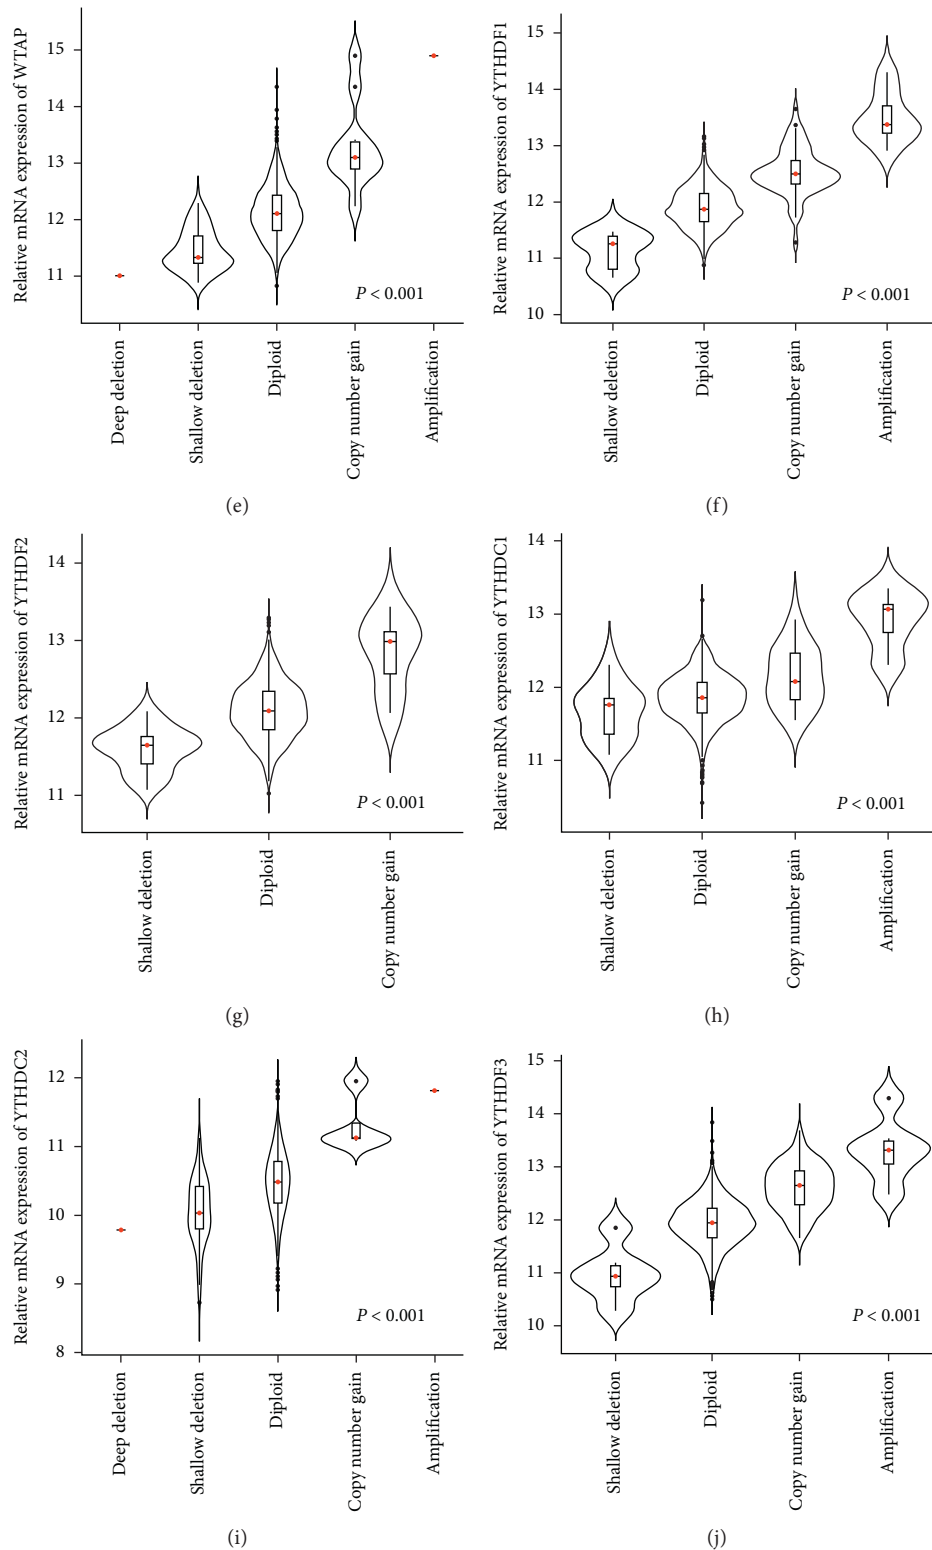 Relative mRNA expression of WTAP
15
14
13
12
11
P < 0.001
Deep deletion
Shallow deletion
Diploid
Copy number gain
Amplification
(e)
Relative mRNA expression of YTHDF1
15
14
13
12
11
10
P < 0.001
Shallow deletion
Diploid
Copy number gain
Amplification
(f)
Relative mRNA expression of YTHDF2
14
13
12
11
P < 0.001
Shallow deletion
Diploid
Copy number gain
(g)
Relative mRNA expression of YTHDC1
14
13
12
11
P < 0.001
Shallow deletion
Diploid
Copy number gain
Amplification
(h)
Relative mRNA expression of YTHDC2
12
11
10
9
8
P < 0.001
Deep deletion
Shallow deletion
Diploid
Copy number gain
Amplification
(i)
Relative mRNA expression of YTHDF3
15
14
13
12
11
10
P < 0.001
Shallow deletion
Diploid
Copy number gain
Amplification
(j)